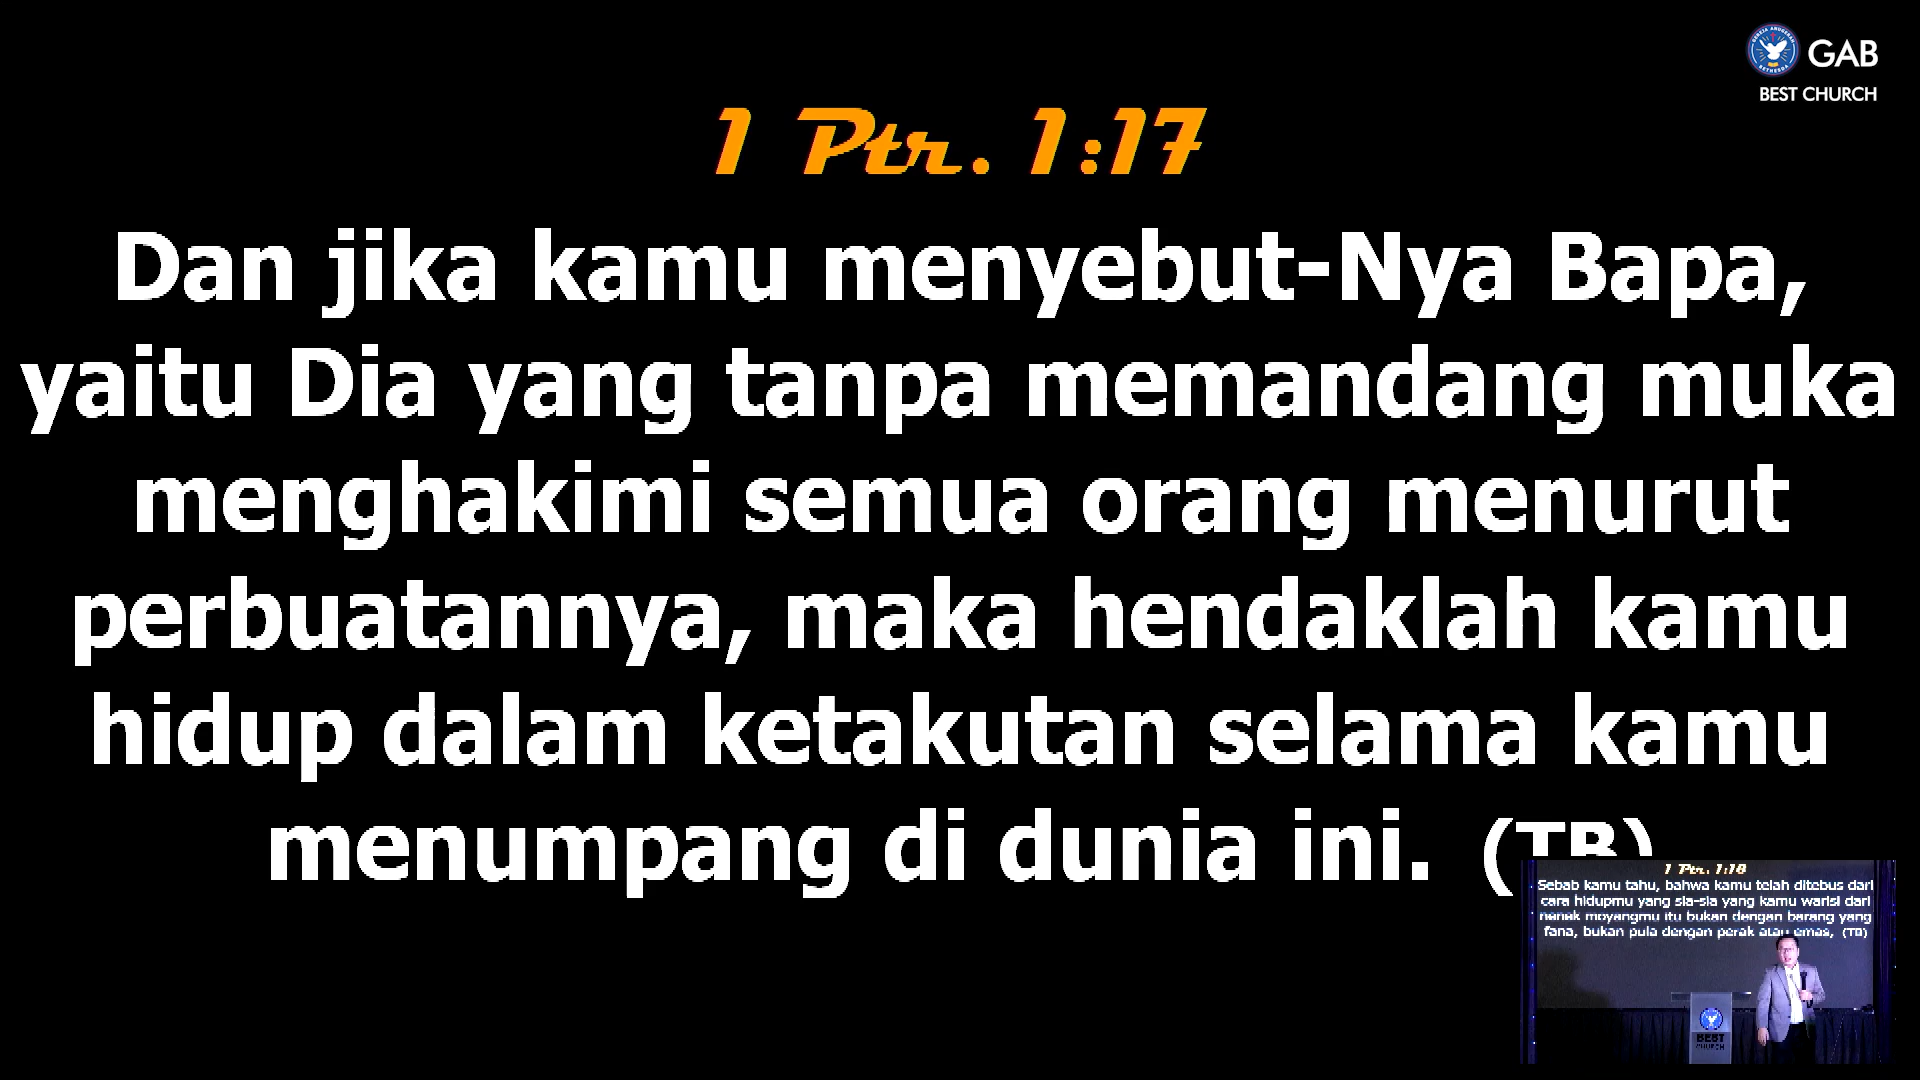 GAB
BEST CHURCH
1 Ptr. 1:17
Dan jika kamu menyebut-Nya Bapa,
yaitu Dia yang tanpa memandang muka
menghakimi semua orang menurut
perbuatannya, maka hendaklah kamu
hidup dalam ketakutan selama kamu
menumpang di dunia ini. (TB)
1 Ptr. 1:18
Sebab kamu tahu, bahwa kamu telah ditebus dari
cara hidupmu yang sia-sia yang kamu warisi dari
nenek moyangmu itu bukan dengan barang yang
fana, bukan pula dengan perak atau emas, (TB)
BEST
CHURCH